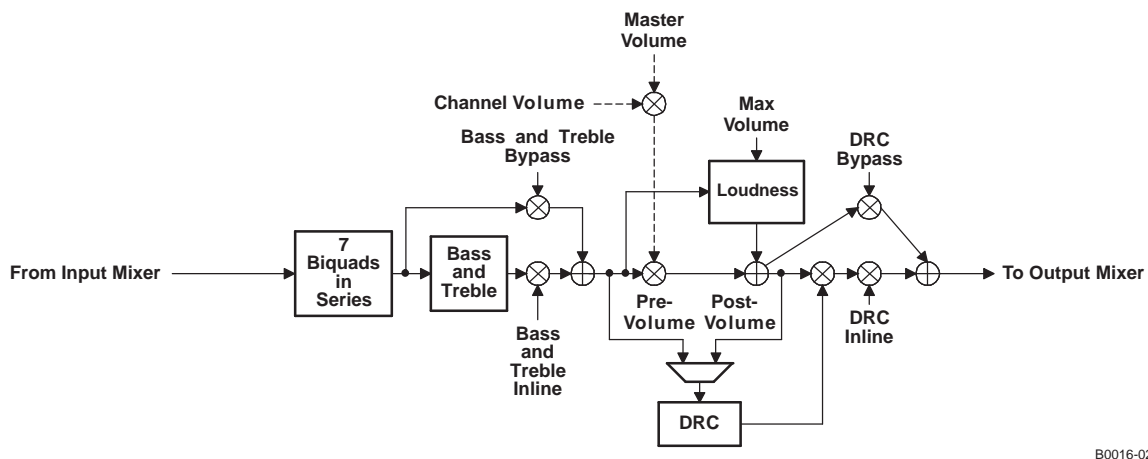 Master
Volume
Channel Volume
Max
Volume
Bass and Treble
Bypass
DRC
Bypass
Loudness
7
Biquads
in
Series
Bass
and
Treble
From Input Mixer
To Output Mixer
Pre-
Volume
Post-
Volume
DRC
Inline
Bass
and
Treble
Inline
DRC
B0016-02